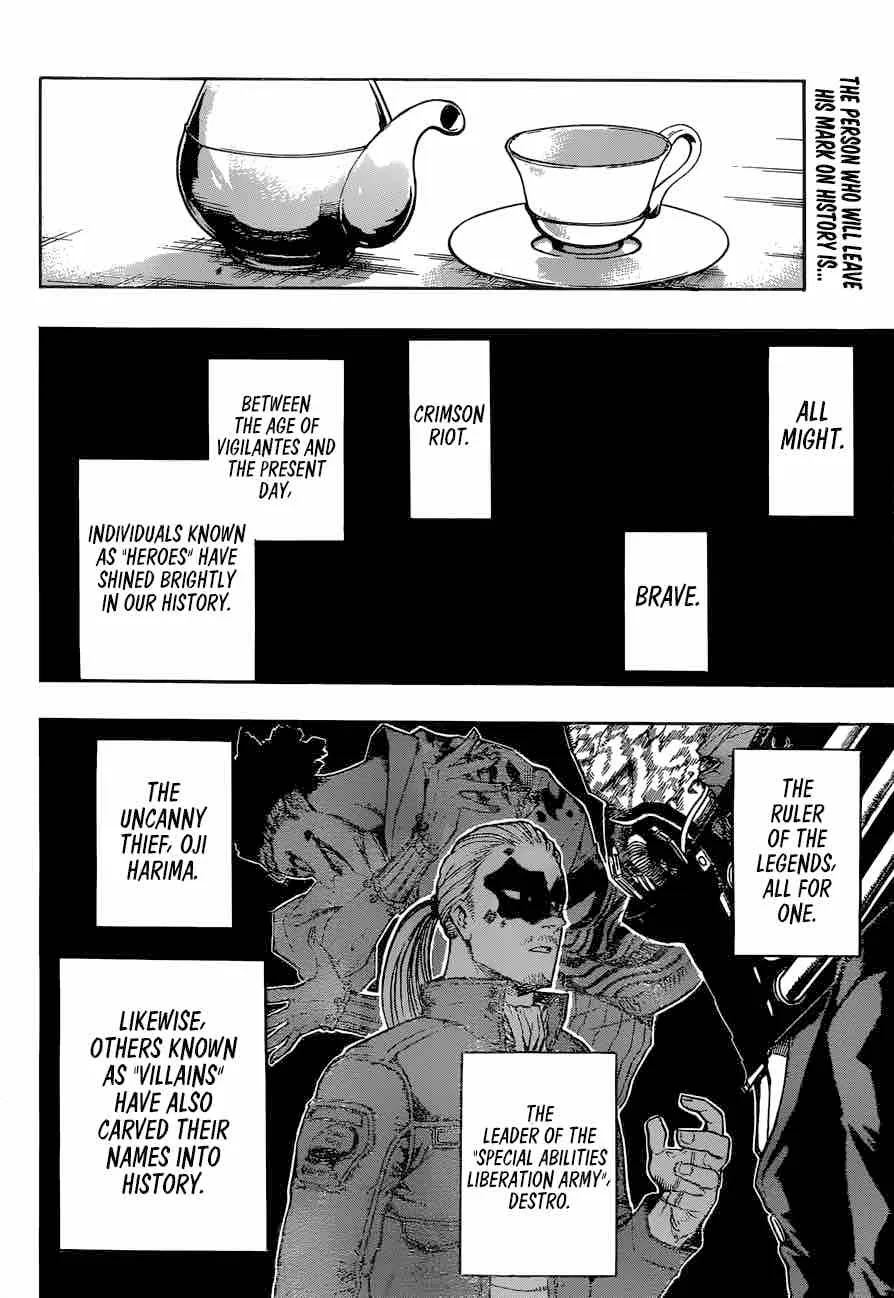 THE PERSON WHO WILL LEAVE
HIS MARK ON HISTORY IS...
ALL
MIGHT.
BRAVE.
CRIMSON
RIOT.
BETWEEN
THE AGE OF
VIGILANTES AND
THE PRESENT
DAY,
INDIVIDUALS KNOWN
AS "HEROES" HAVE
SHINED BRIGHTLY
IN OUR HISTORY.
THE
RULER
OF THE
LEGENDS,
ALL FOR
ONE.
THE
LEADER OF THE
"SPECIAL ABILITIES
LIBERATION ARMY",
DESTRO.
THE
UNCANNY
THIEF, OJI
HARIMA.
LIKEWISE,
OTHERS KNOWN
AS "VILLAINS"
HAVE ALSO
CARVED THEIR
NAMES INTO
HISTORY.